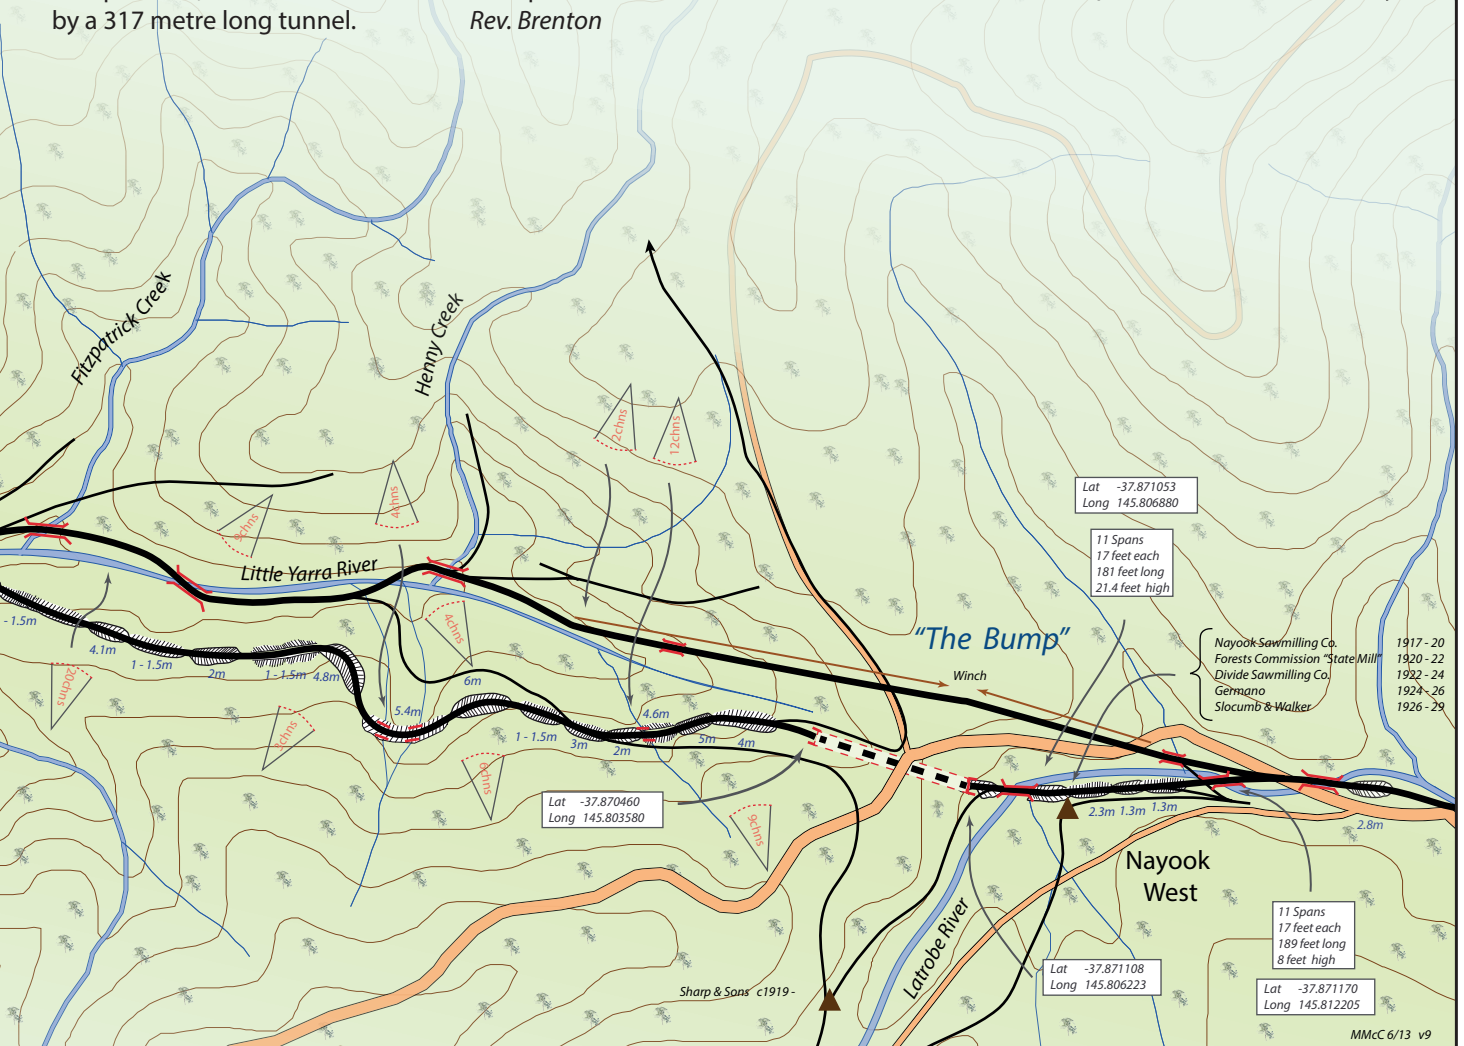 by a 317 metre long tunnel.
Rev. Brenton
Fitzpatrick Creek
Henny Creek
12chns
12chns
4chns
9chns
Lat -37.871053
Long 145.806880
11 Spans
17 feet each
181 feet long
21.4 feet high
Little Yarra River
4chns
"The Bump"
Winch
Nayook Sawmilling Co. 1917 - 20
Forests Commission "State Mill" 1920 - 22
Divide Sawmilling Co. 1922 - 24
Germano 1924 - 26
Slocumb & Walker 1926 - 29
- 1.5m
4.1m
1 - 1.5m
2m
1 - 1.5m
4.8m
6m
20chns
3chns
5.4m
1 - 1.5m
3m
2m
4.6m
5m
4m
6chns
9chns
Lat -37.870460
Long 145.803580
2.3m
1.3m
1.3m
2.8m
Nayook
West
Latrobe River
11 Spans
17 feet each
189 feet long
8 feet high
Lat -37.871108
Long 145.806223
Lat -37.871170
Long 145.812205
Sharp & Sons c1919 -
MMcC 6/13 v9